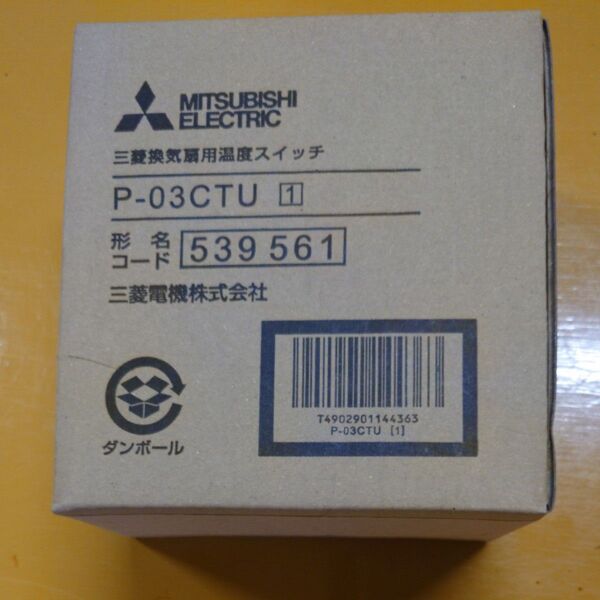 MITSUBISHI
ELECTRIC
三菱換気扇用温度スイッチ
P-03CTU 1
形名
コード 539 561
三菱電機株式会社
ダンボール
T4902901144363
P-03CTU [1]